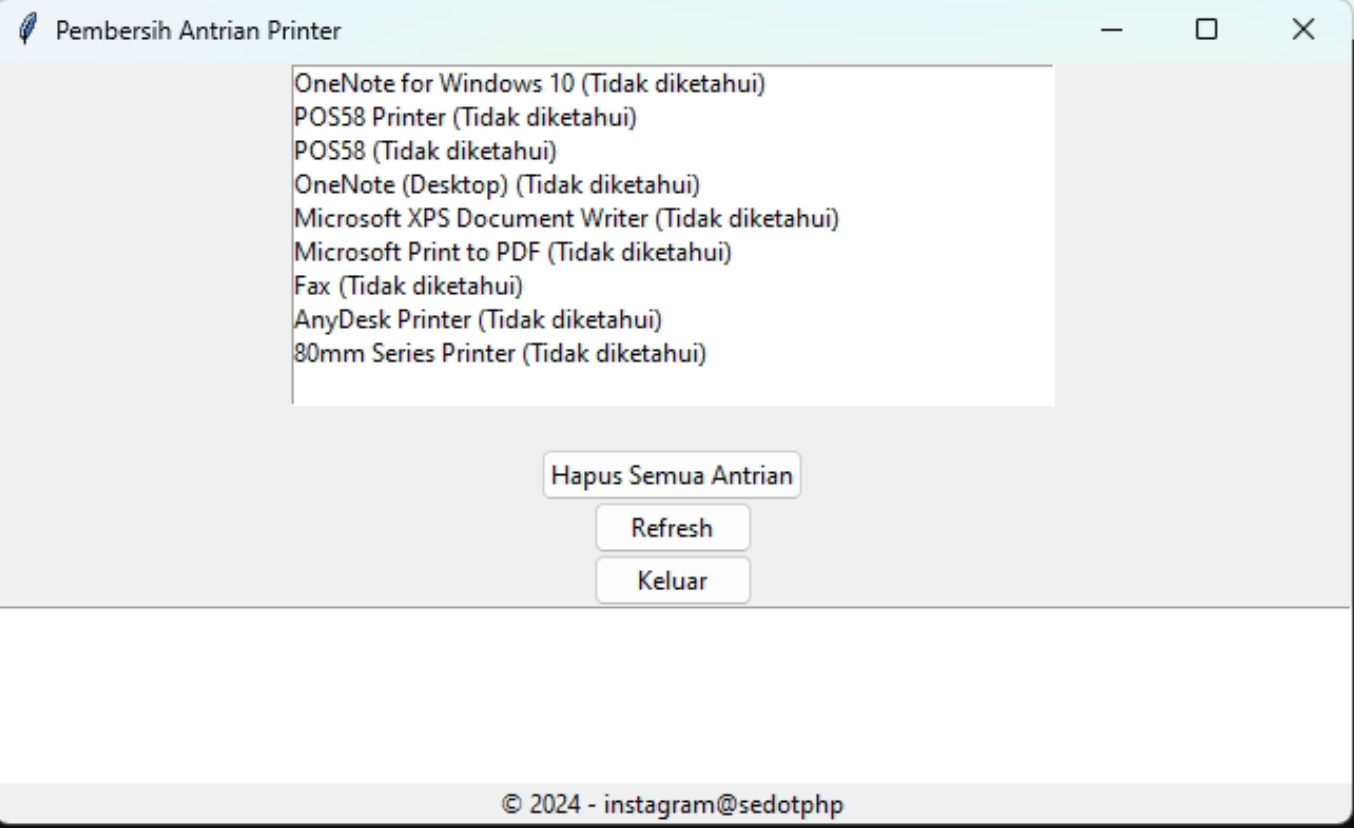 Pembersih Antrian Printer
OneNote for Windows 10 (Tidak diketahui)
POS58 Printer (Tidak diketahui)
POS58 (Tidak diketahui)
OneNote (Desktop) (Tidak diketahui)
Microsoft XPS Document Writer (Tidak diketahui)
Microsoft Print to PDF (Tidak diketahui)
Fax (Tidak diketahui)
AnyDesk Printer (Tidak diketahui)
80mm Series Printer (Tidak diketahui)
Hapus Semua Antrian
Refresh
Keluar
© 2024 - instagram@sedotphp